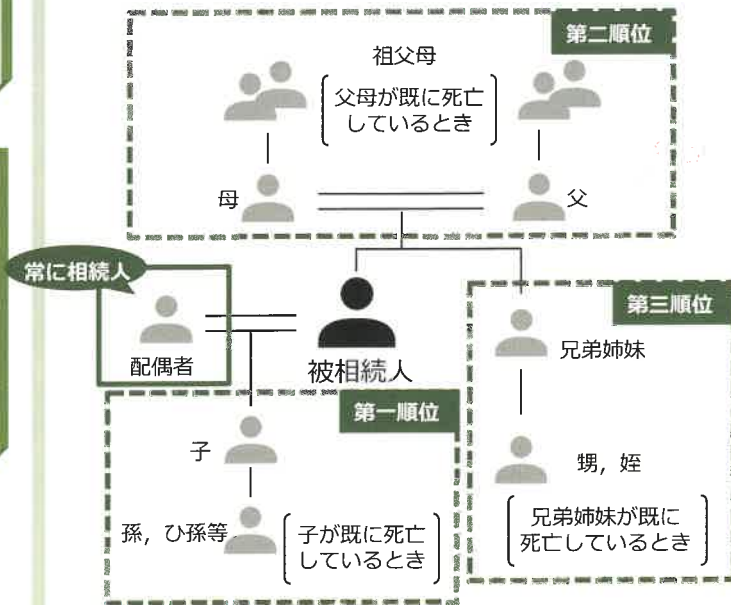 第二順位
祖父母
父母が既に死亡
しているとき
母
父
常に相続人
配偶者
被相続人
第三順位
兄弟姉妹
甥，姪
兄弟姉妹が既に
死亡しているとき
第一順位
子
孫，ひ孫等
子が既に死亡
しているとき